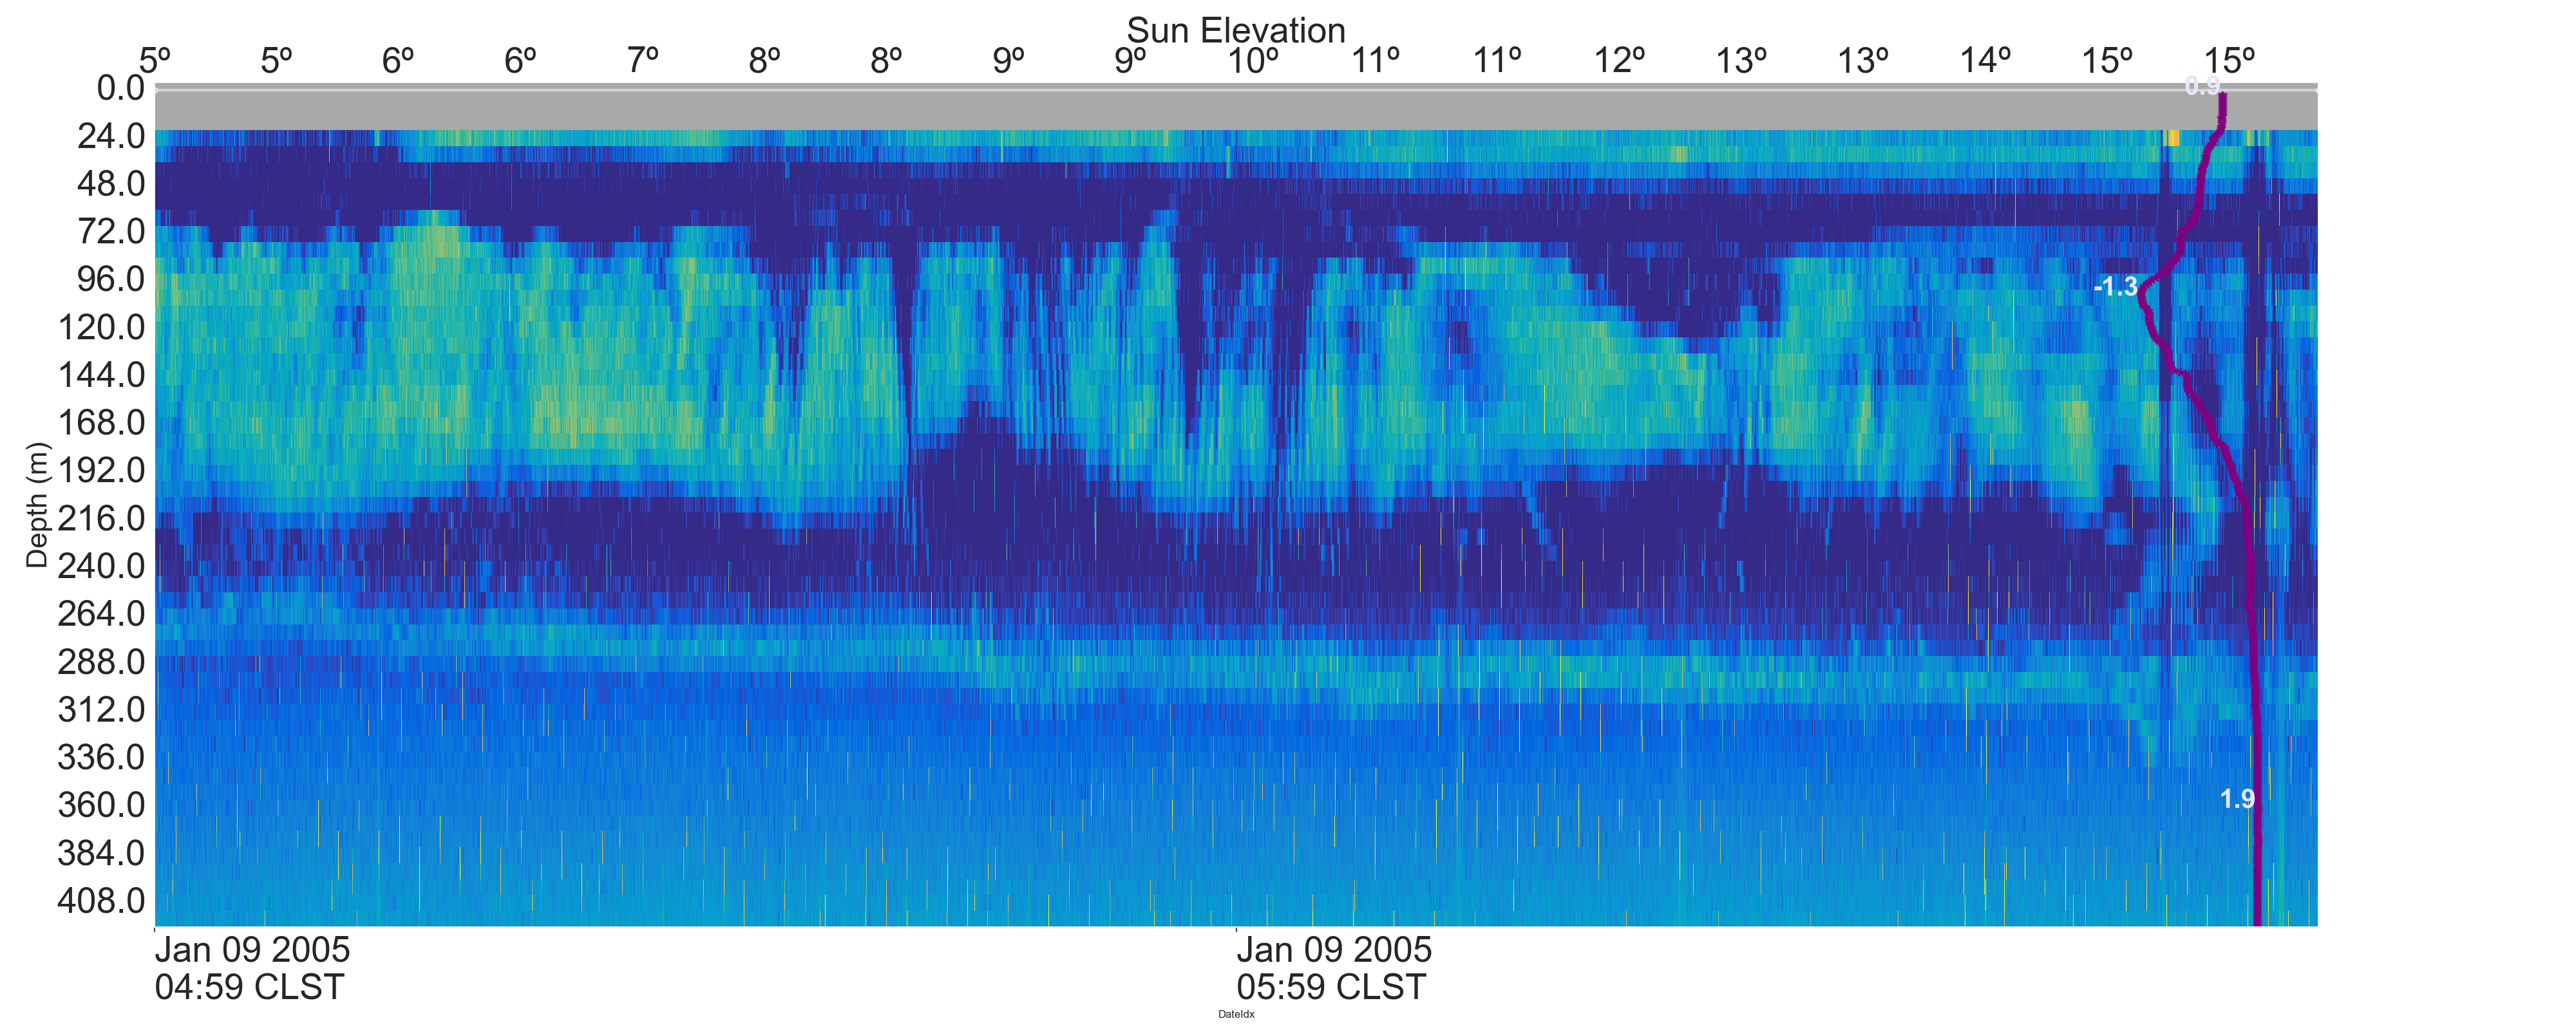 Sun Elevation
5º 5º 6º 6º 7º 8º 8º 9º 9º 10º 11º 11º 12º 13º 13º 14º 15º 15º
0.0
0.9
24.0
48.0
72.0
96.0
-1.3
120.0
144.0
168.0
192.0
216.0
240.0
264.0
288.0
312.0
336.0
360.0
1.9
384.0
408.0
Depth (m)
Jan 09 2005
04:59 CLST
Jan 09 2005
05:59 CLST
DateIdx